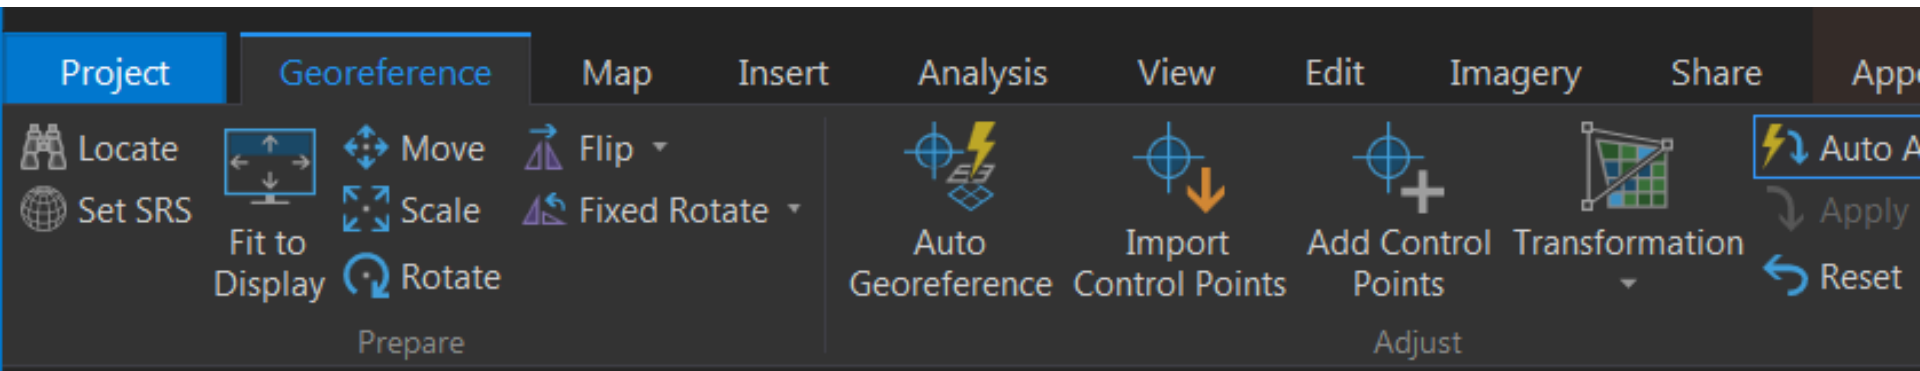 Project Georeference Map Insert Analysis View Edit Imagery Share
Locate
Set SRS
Fit to
Display
Move
Scale
Rotate
Flip
Fixed Rotate
Prepare
Auto
Georeference
Import
Control Points
Add Control
Points
Transformation
Auto
Apply
Reset
Adjust